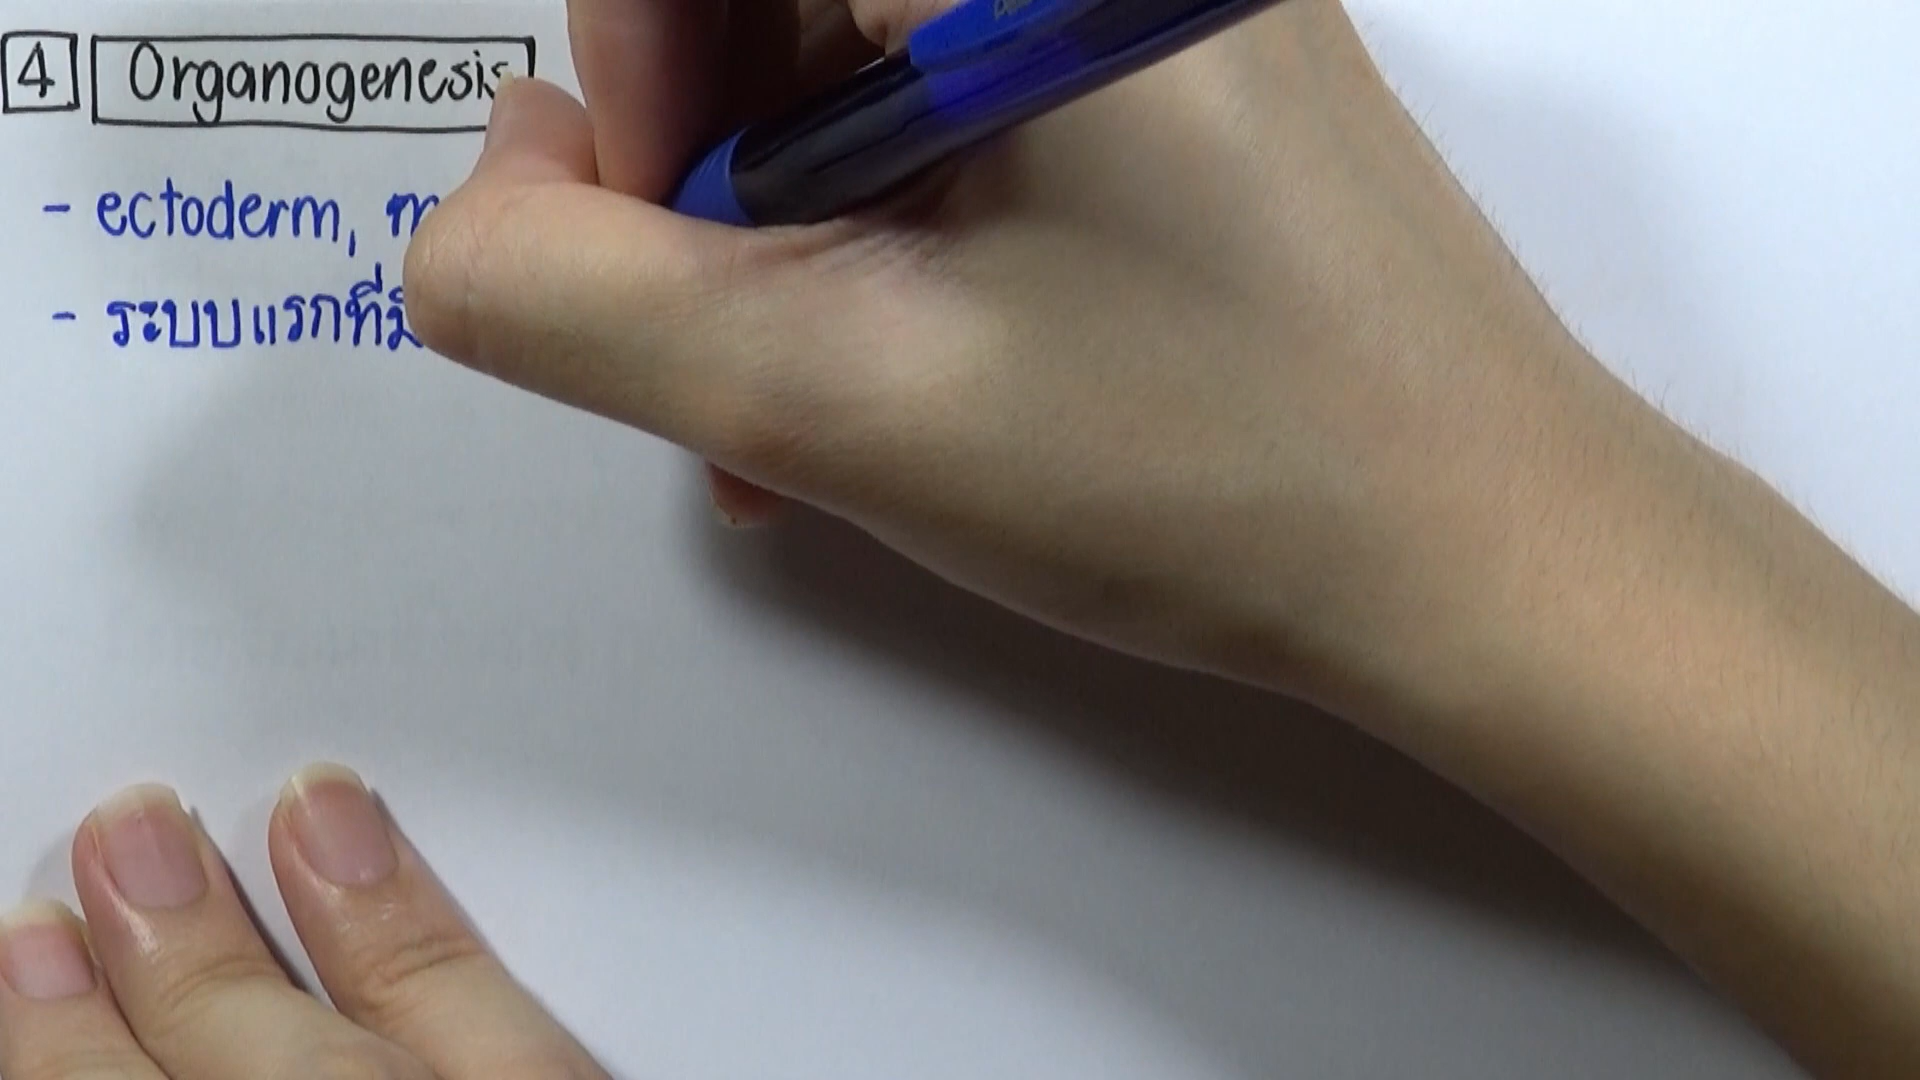 4 Organogenesis
- ectoderm,
- ระบบแรกที่